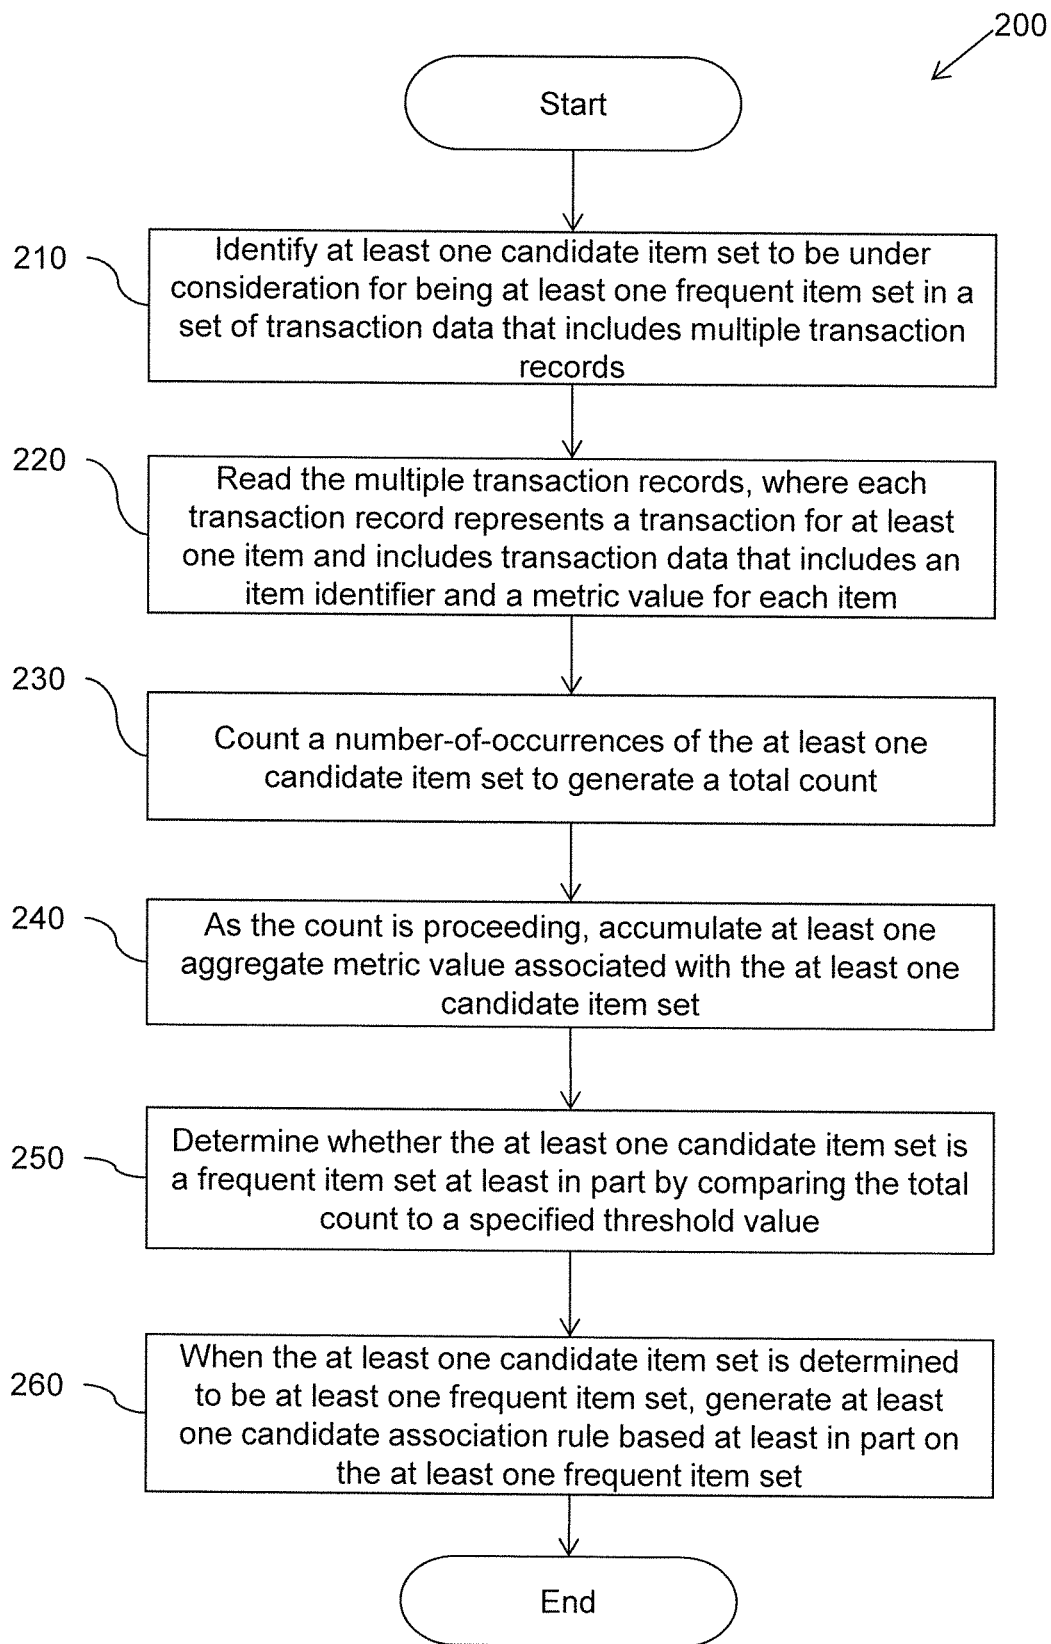 200
Start
210
Identify at least one candidate item set to be under
consideration for being at least one frequent item set in a
set of transaction data that includes multiple transaction
records
220
Read the multiple transaction records, where each
transaction record represents a transaction for at least
one item and includes transaction data that includes an
item identifier and a metric value for each item
230
Count a number-of-occurrences of the at least one
candidate item set to generate a total count
240
As the count is proceeding, accumulate at least one
aggregate metric value associated with the at least one
candidate item set
250
Determine whether the at least one candidate item set is
a frequent item set at least in part by comparing the total
count to a specified threshold value
260
When the at least one candidate item set is determined
to be at least one frequent item set, generate at least
one candidate association rule based at least in part on
the at least one frequent item set
End